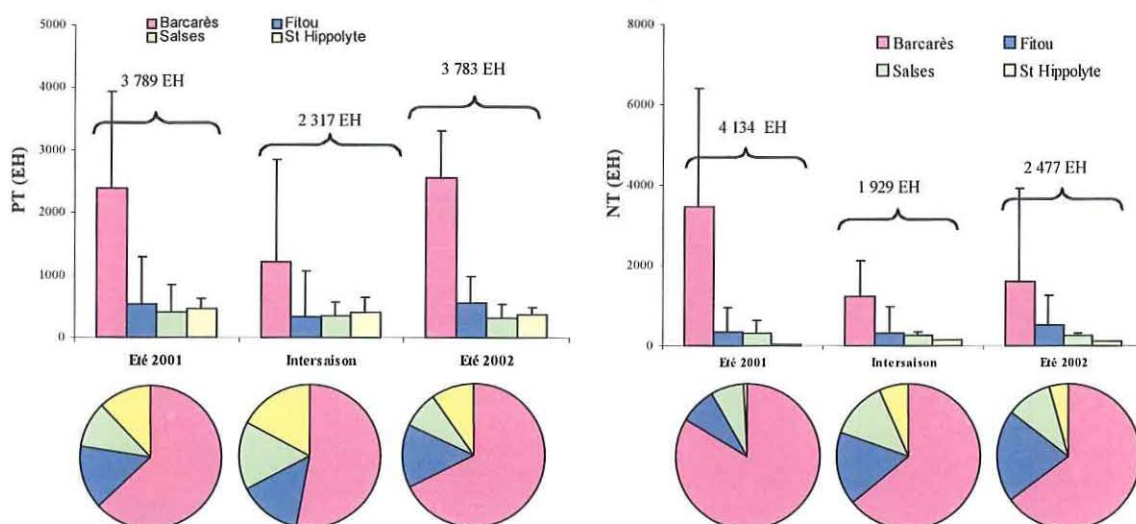 5000
4000
3000
2000
1000
0
PT (EH)
Barcarès Fitou
Salses St Hippolyte
3 789 EH
2 317 EH
3 783 EH
Eté 2001 Intersaison Eté 2002
8000
6000
4000
2000
0
NT (EH)
Barcarès Fitou
Salses St Hippolyte
4 134 EH
1 929 EH
2 477 EH
Eté 2001 Intersaison Eté 2002